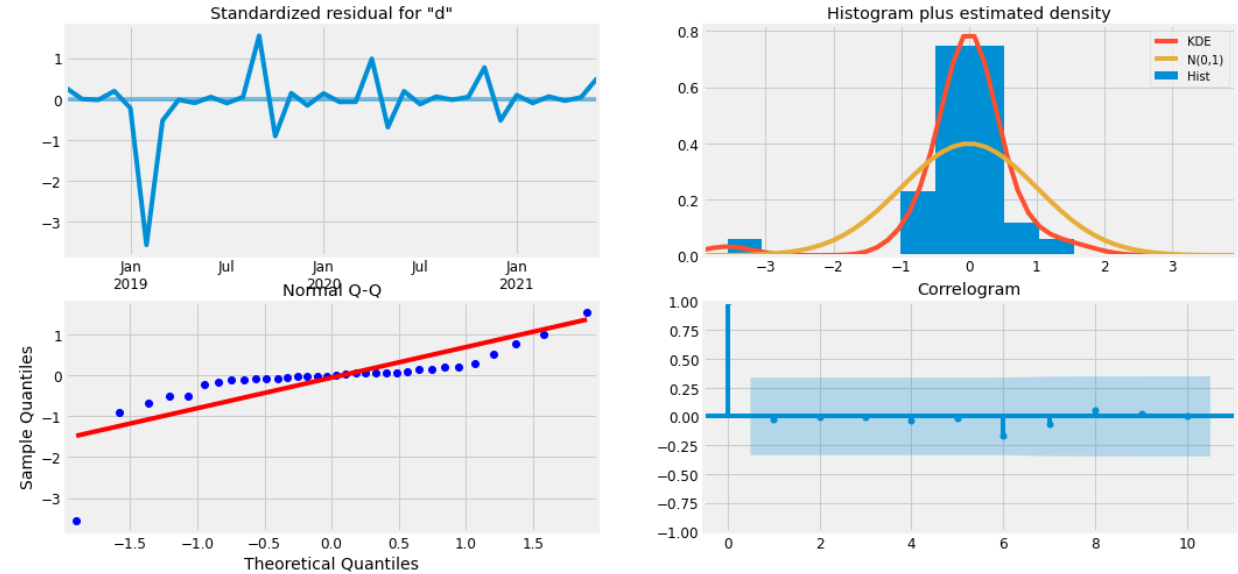 Standardized residual for "d"
1
0
−1
−2
−3
Jan
2019
Jul
Jan
2020
Jul
Jan
2021
Histogram plus estimated density
0.8
0.6
0.4
0.2
0.0
KDE
N(0,1)
Hist
−3 −2 −1 0 1 2 3
Normal Q-Q
Sample Quantiles
1
0
−1
−2
−3
−1.5 −1.0 −0.5 0.0 0.5 1.0 1.5
Theoretical Quantiles
Correlogram
1.00
0.75
0.50
0.25
0.00
−0.25
−0.50
−0.75
−1.00
0 2 4 6 8 10